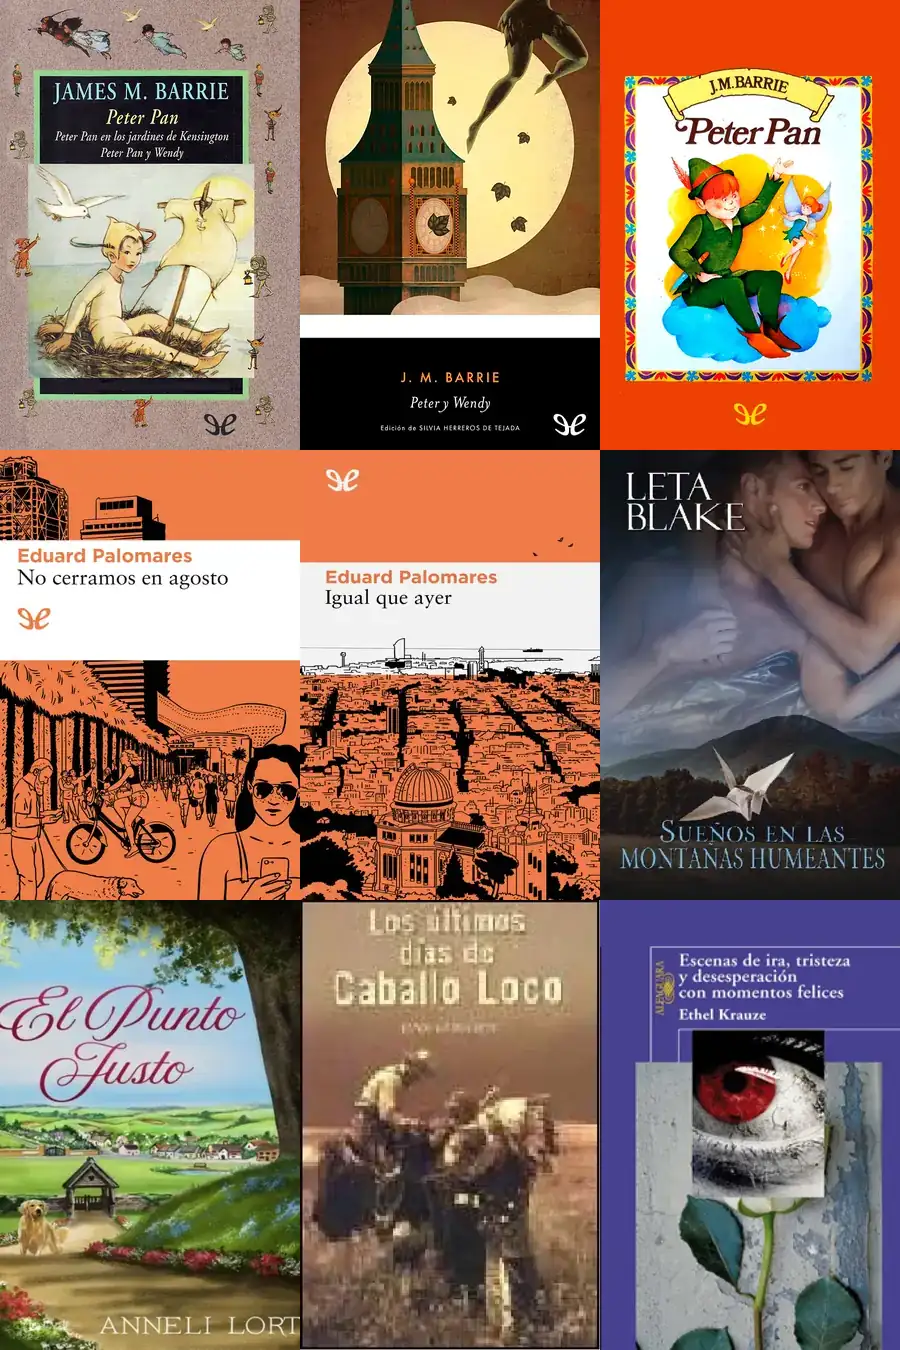 JAMES M. BARRIE
Peter Pan
Peter Pan en los jardines de Kensington
Peter Pan y Wendy
J. M. BARRIE
Peter y Wendy
Edición de SILVIA HERREROS DE TEJADA
J.M. BARRIE
Peter Pan
Eduard Palomares
No cerramos en agosto
Eduard Palomares
Igual que ayer
LETA
BLAKE
SUEÑOS EN LAS
MONTAÑAS HUMEANTES
El Punto
Justo
ANNELI LORT
Los últimos
días de
Caballo Loco
ALFAGUARA
Escenas de ira, tristeza
y desesperación
con momentos felices
Ethel Krauze